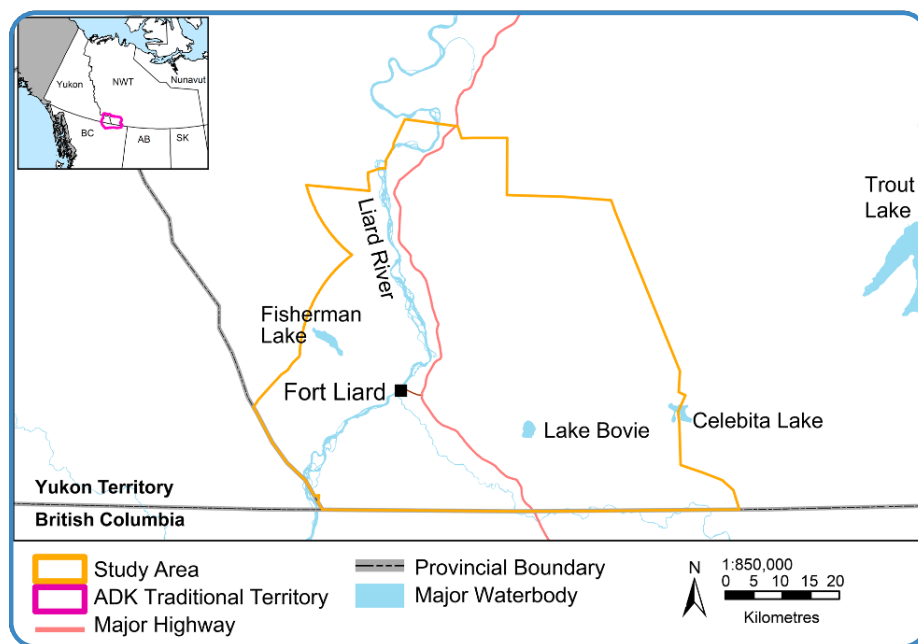 Yukon
NWT
Nunavut
BC
AB
SK
Trout
Lake
Liard River
Fisherman
Lake
Fort Liard
Lake Bovie
Celebita Lake
Yukon Territory
British Columbia
Study Area
ADK Traditional Territory
Major Highway
Provincial Boundary
Major Waterbody
N
1:850,000
0 5 10 15 20
Kilometres